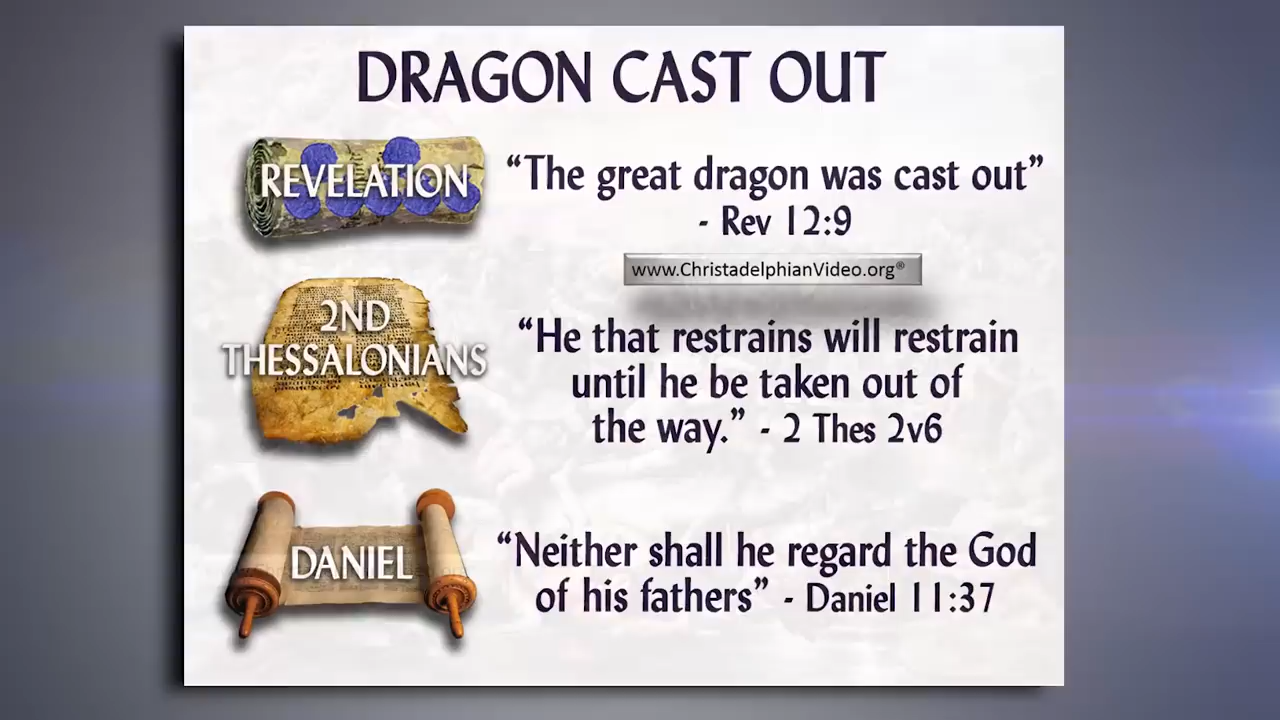 DRAGON CAST OUT
REVELATION
“The great dragon was cast out”
- Rev 12:9
www.ChristadelphianVideo.org®
2ND
THESSALONIANS
“He that restrains will restrain
until he be taken out of
the way.” - 2 Thes 2v6
DANIEL
“Neither shall he regard the God
of his fathers” - Daniel 11:37